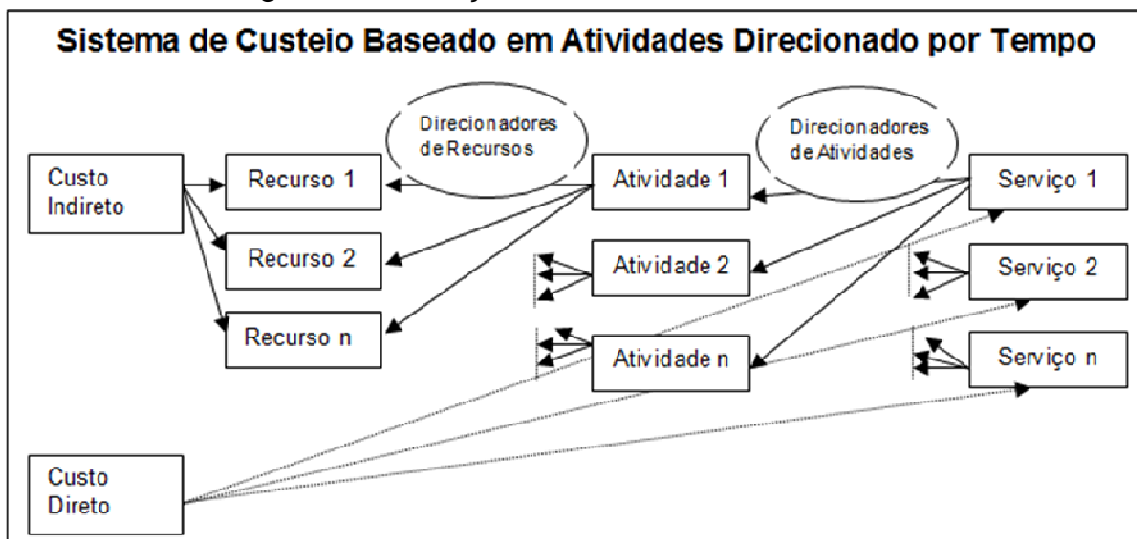 Sistema de Custeio Baseado em Atividades Direcionado por Tempo
Direcionadores
de Recursos
Direcionadores
de Atividades
Custo
Indireto
Recurso 1
Atividade 1
Serviço 1
Recurso 2
Atividade 2
Serviço 2
Recurso n
Atividade n
Serviço n
Custo
Direto